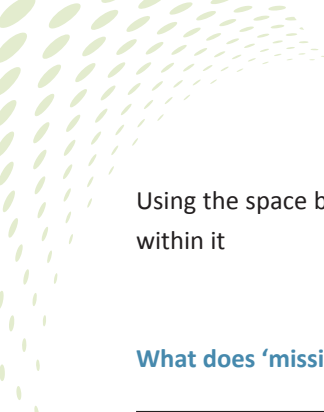 Using the space b
within it
What does ‘missi